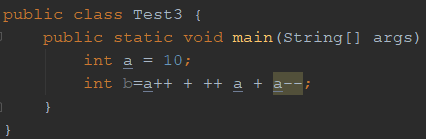 public class Test3 {
public static void main(String[] args)
int a = 10;
int b=a++ + ++ a + a--;
}
}